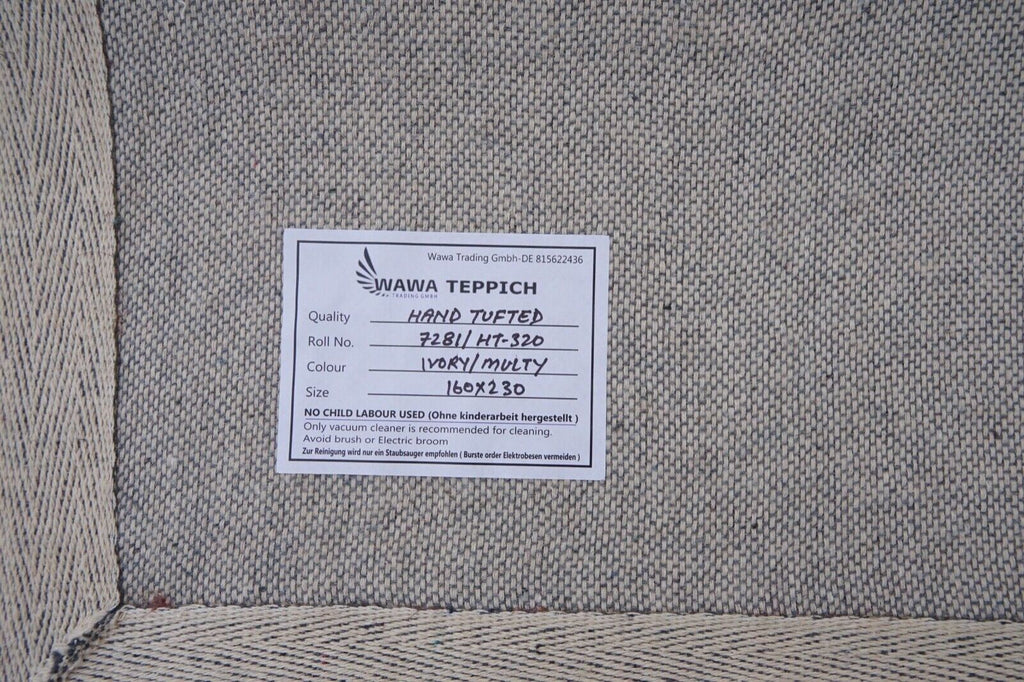 Wawa Trading Gmbh-DE 815622436
WAWA TEPPICH
TRADING GMBH
Quality HAND TUFTED
Roll No. 7281/HT-320
Colour IVORY/MULTY
Size 160X230
NO CHILD LABOUR USED (Ohne kinderarbeit hergestellt )
Only vacuum cleaner is recommended for cleaning.
Avoid brush or Electric broom
Zur Reinigung wird nur ein Staubsauger empfohlen ( Burste order Elektrobesen vermeiden )